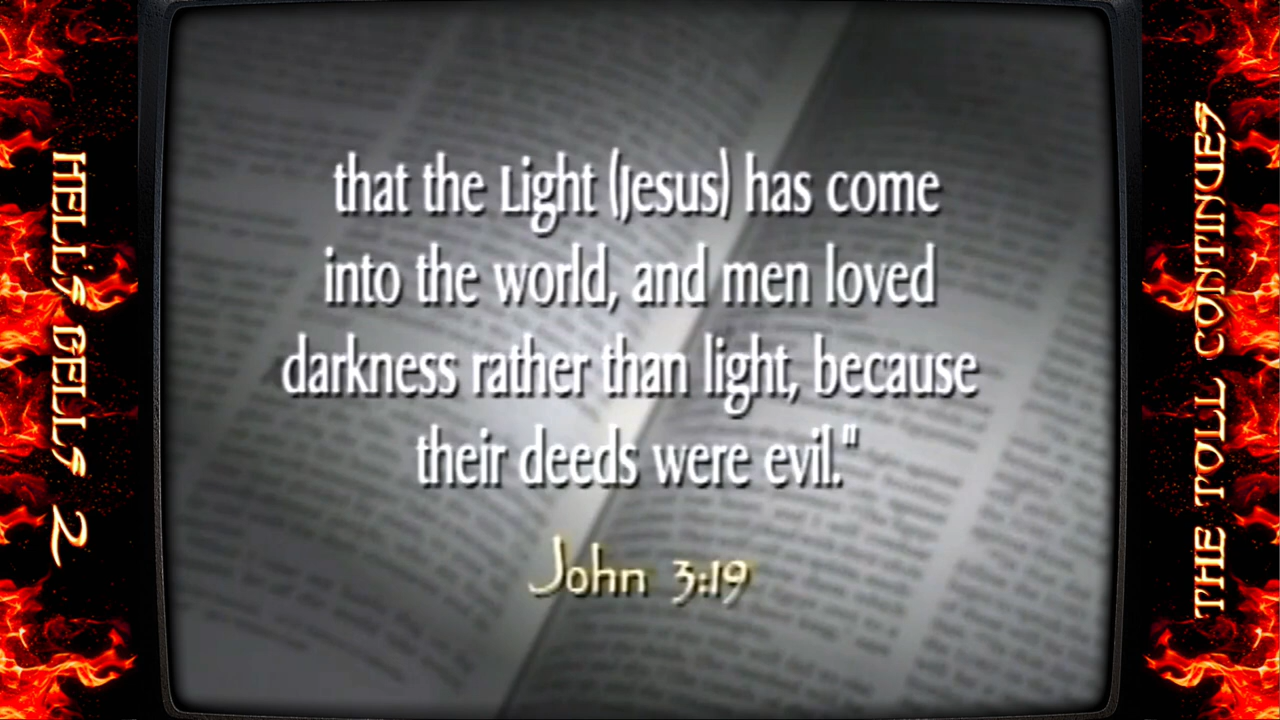 HELL'S BELLS 2
that the Light (Jesus) has come
into the world, and men loved
darkness rather than light, because
their deeds were evil."
John 3:19
THE TOLL CONTINUES